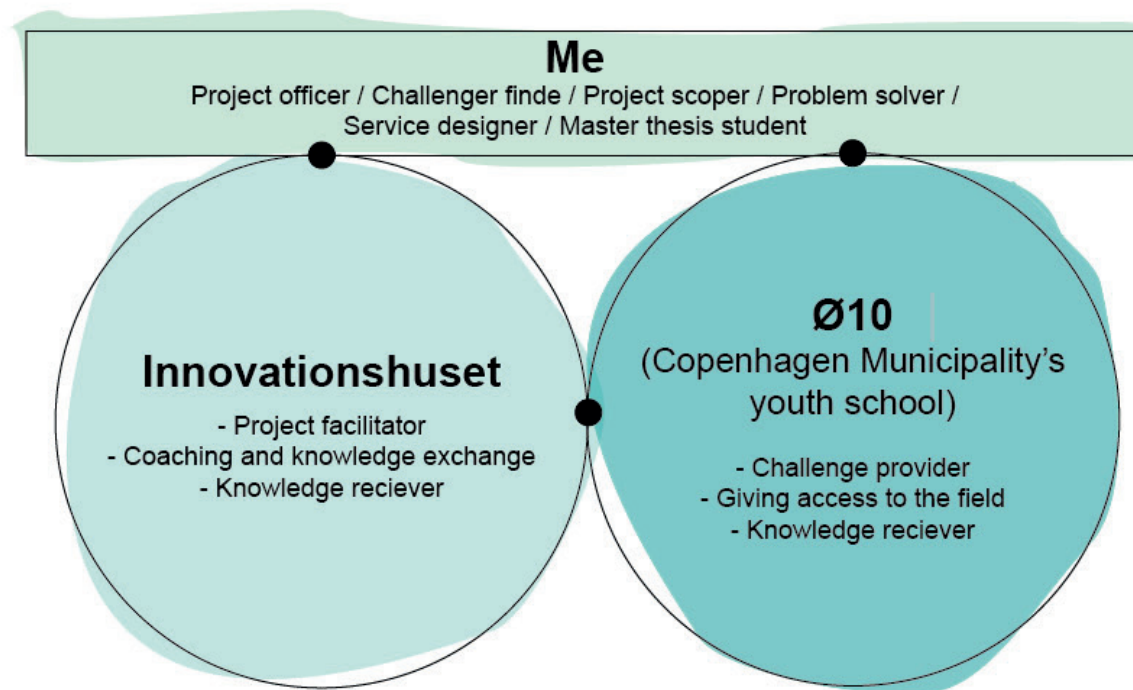 Me
Project officer / Challenger finde / Project scoper / Problem solver /
Service designer / Master thesis student
Innovationshuset
- Project facilitator
- Coaching and knowledge exchange
- Knowledge reciever
Ø10
(Copenhagen Municipality's
youth school)
- Challenge provider
- Giving access to the field
- Knowledge reciever